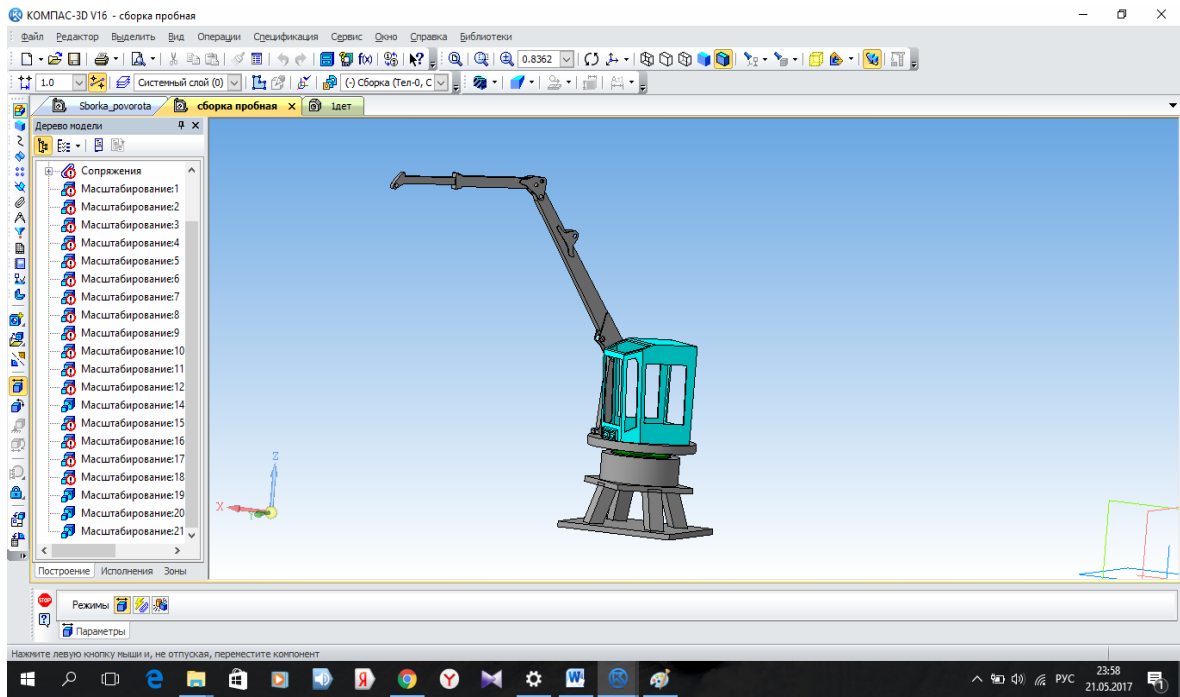 КОМПАС-3D V16 - сборка пробная
Файл Редактор Выделить Вид Операции Спецификация Сервис Окно Справка Библиотеки
0.8362
1.0 Системный слой (0) (-) Сборка (Тел-0, С
Sborka_povorota сборка пробная 1дет
Дерево модели
Сопряжения
Масштабирование:1
Масштабирование:2
Масштабирование:3
Масштабирование:4
Масштабирование:5
Масштабирование:6
Масштабирование:7
Масштабирование:8
Масштабирование:9
Масштабирование:10
Масштабирование:11
Масштабирование:12
Масштабирование:14
Масштабирование:15
Масштабирование:16
Масштабирование:17
Масштабирование:18
Масштабирование:19
Масштабирование:20
Масштабирование:21
Z
X Y
Построение Исполнения Зоны
STOP Режимы
Параметры
Нажмите левую кнопку мыши и, не отпуская, переместите компонент
РУС 23:58
21.05.2017